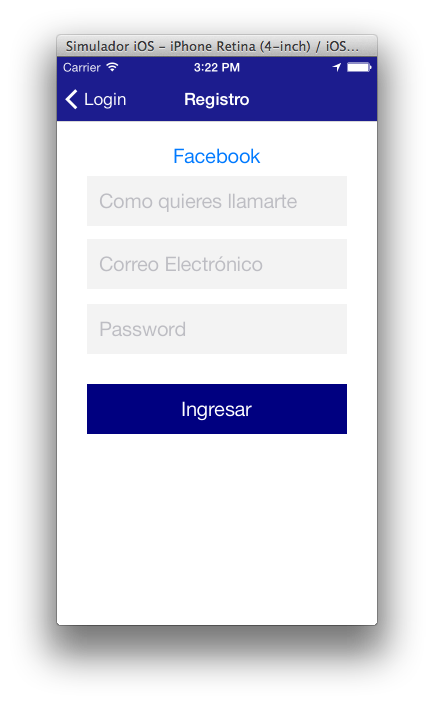 Simulador iOS - iPhone Retina (4-inch) / iOS...
Carrier 3:22 PM
Login Registro
Facebook
Como quieres llamarte
Correo Electrónico
Password
Ingresar